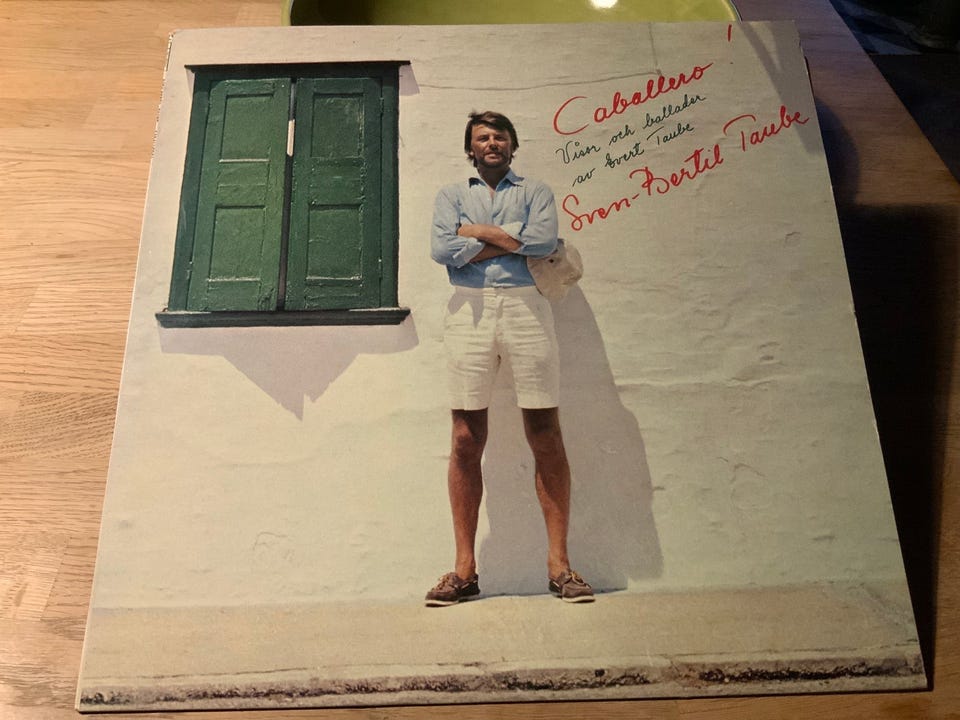 Caballero!
Visor och ballader
av Evert Taube
Sven-Bertil Taube